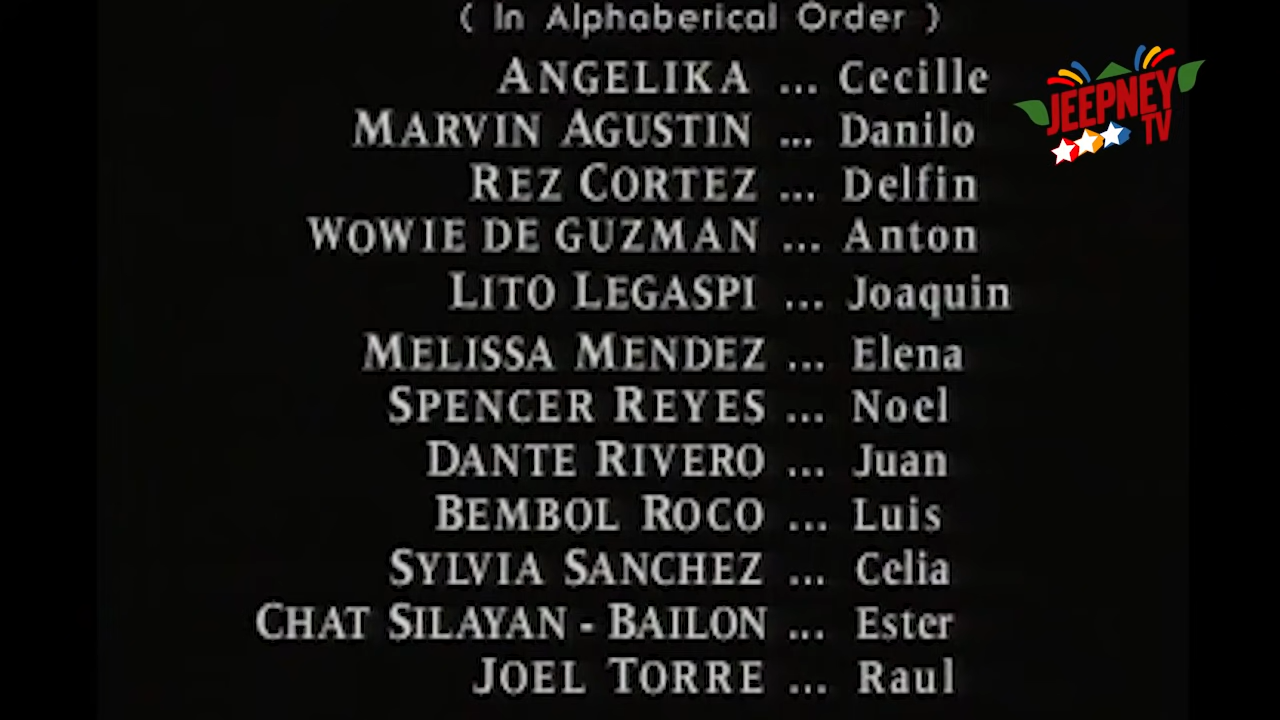 ( In Alphabetical Order )
ANGELIKA ... Cecille
MARVIN AGUSTIN ... Danilo
REZ CORTEZ ... Delfin
WOWIE DE GUZMAN ... Anton
LITO LEGASPI ... Joaquin
MELISSA MENDEZ ... Elena
SPENCER REYES ... Noel
DANTE RIVERO ... Juan
BEMBOL ROCO ... Luis
SYLVIA SANCHEZ ... Celia
CHAT SILAYAN - BAILON ... Ester
JOEL TORRE ... Raul
JEEPNEY
TV